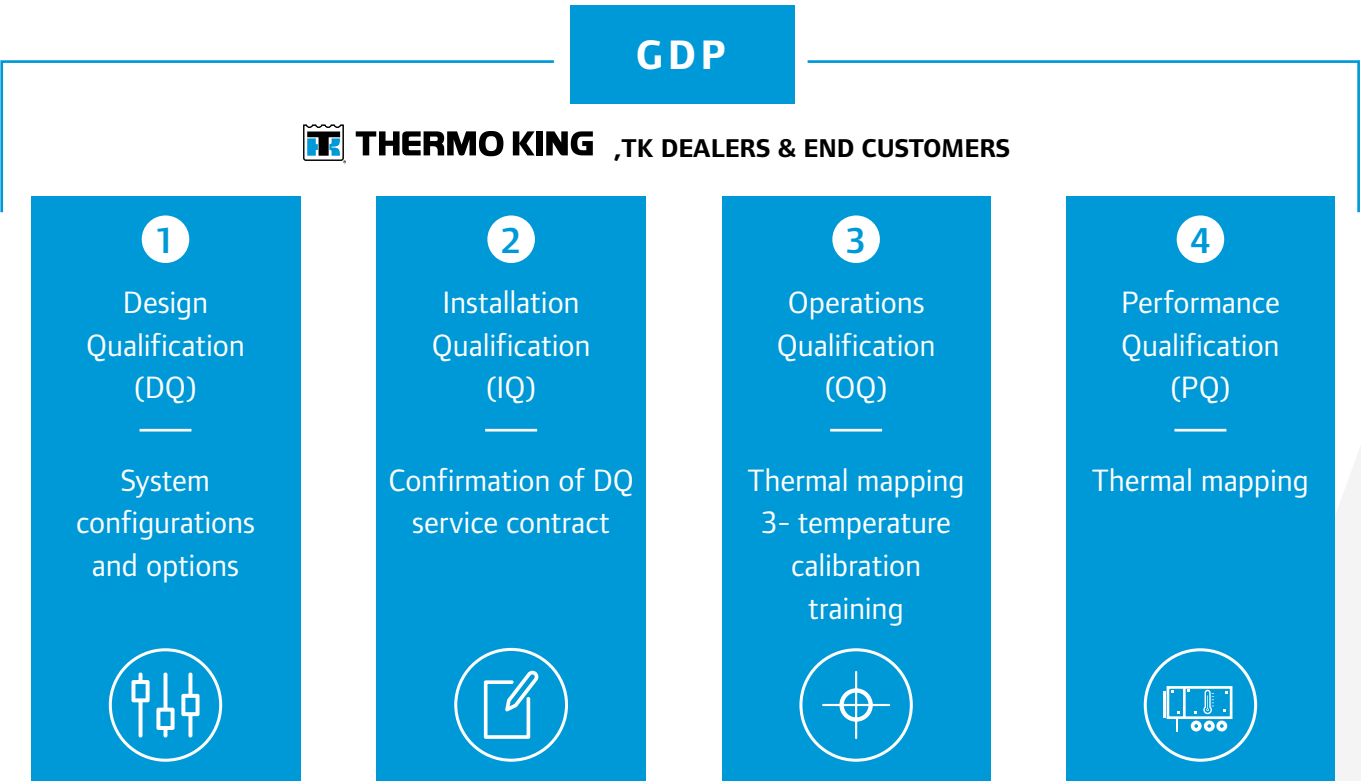 GDP
THERMO KING ,TK DEALERS & END CUSTOMERS
1
Design
Qualification
(DQ)
System
configurations
and options
2
Installation
Qualification
(IQ)
Confirmation of DQ
service contract
3
Operations
Qualification
(OQ)
Thermal mapping
3- temperature
calibration
training
4
Performance
Qualification
(PQ)
Thermal mapping